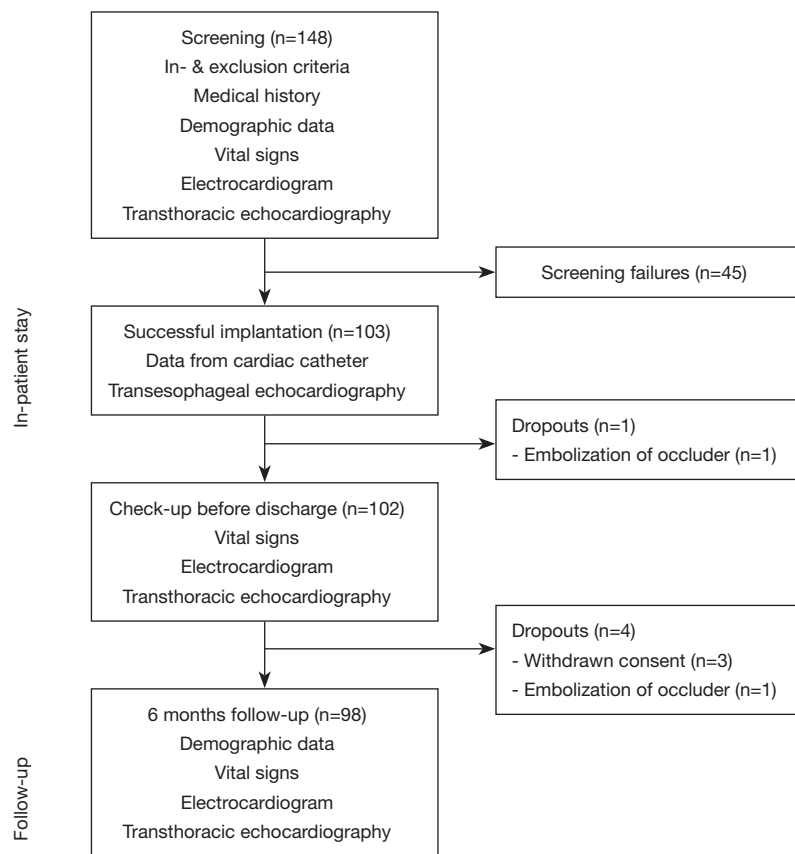 Screening (n=148)
In- & exclusion criteria
Medical history
Demographic data
Vital signs
Electrocardiogram
Transthoracic echocardiography
Screening failures (n=45)
In-patient stay
Successful implantation (n=103)
Data from cardiac catheter
Transesophageal echocardiography
Dropouts (n=1)
- Embolization of occluder (n=1)
Check-up before discharge (n=102)
Vital signs
Electrocardiogram
Transthoracic echocardiography
Dropouts (n=4)
- Withdrawn consent (n=3)
- Embolization of occluder (n=1)
Follow-up
6 months follow-up (n=98)
Demographic data
Vital signs
Electrocardiogram
Transthoracic echocardiography